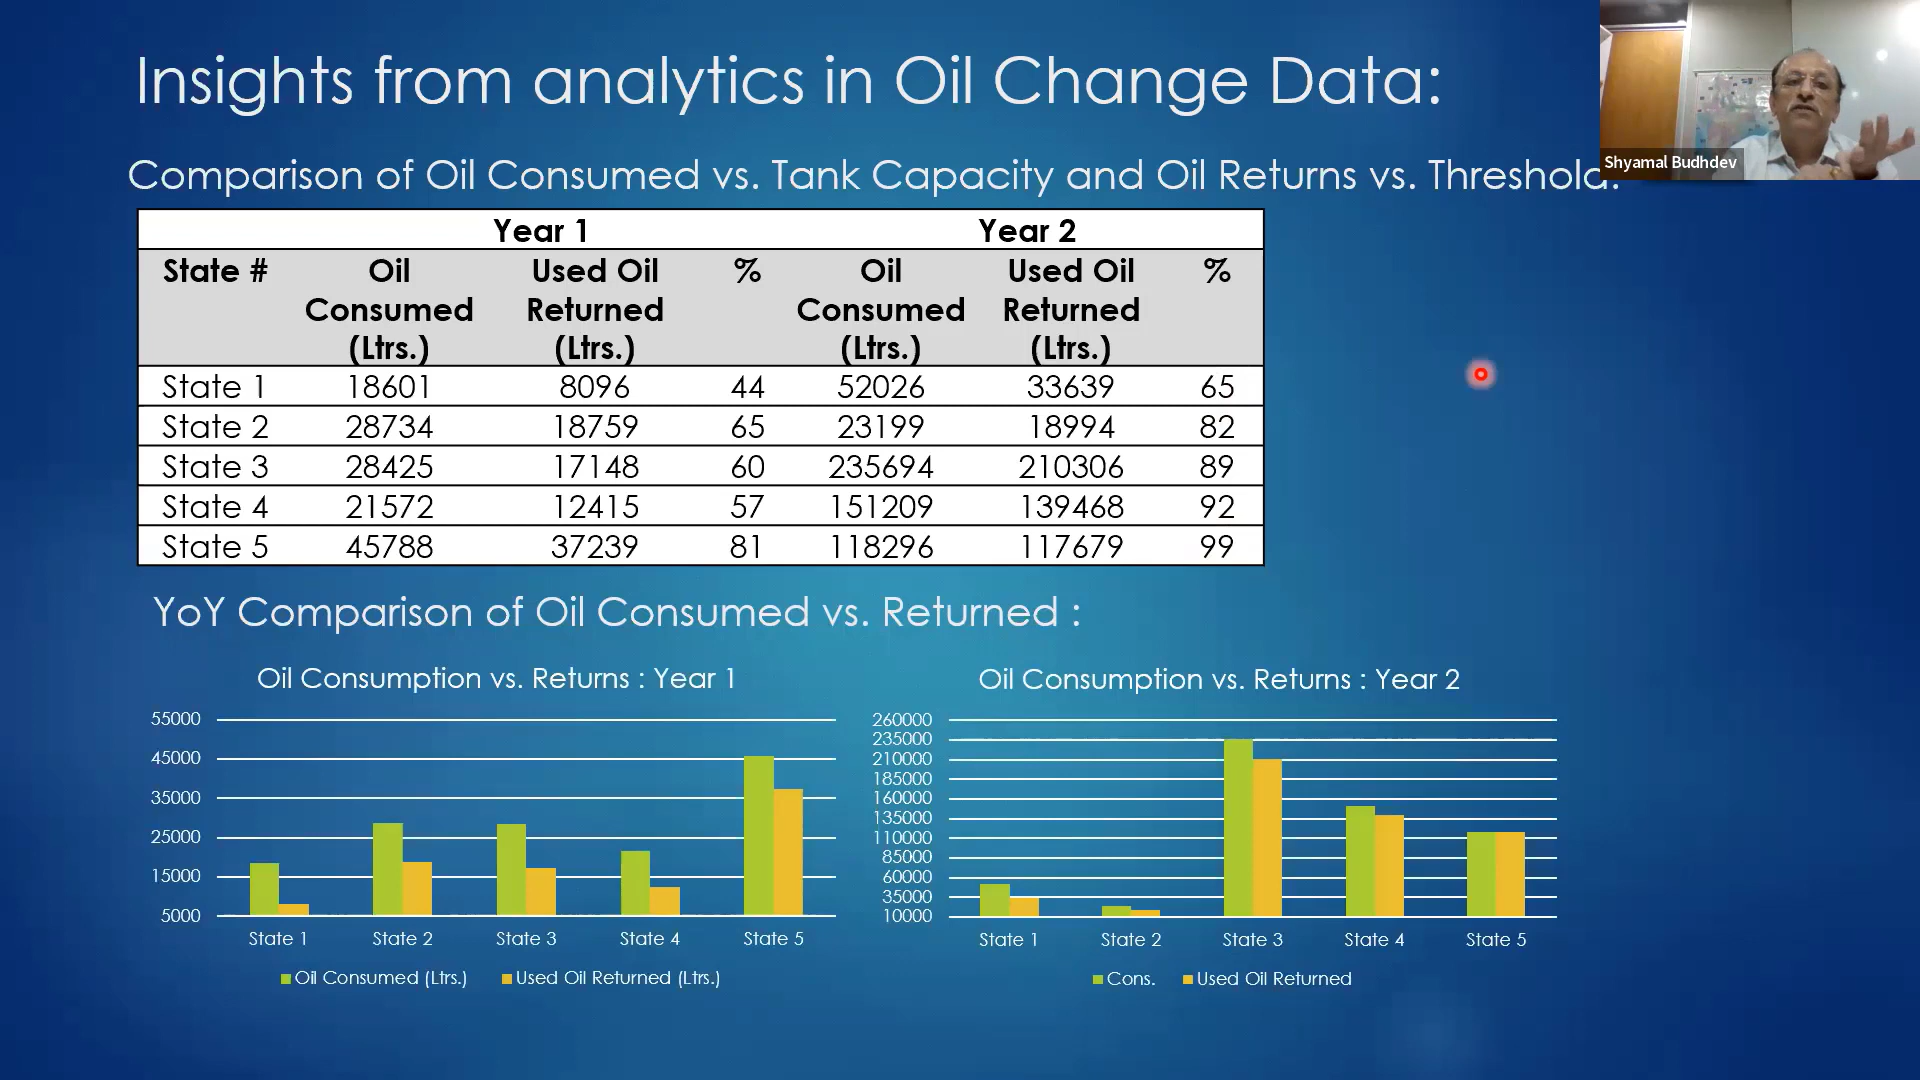 Insights from analytics in Oil Change Data:
Shyamal Budhdev
Comparison of Oil Consumed vs. Tank Capacity and Oil Returns vs. Threshold:
Year 1 Year 2
State # Oil Used Oil % Oil Used Oil %
Consumed Returned Consumed Returned
(Ltrs.) (Ltrs.) (Ltrs.) (Ltrs.)
State 1 18601 8096 44 52026 33639 65
State 2 28734 18759 65 23199 18994 82
State 3 28425 17148 60 235694 210306 89
State 4 21572 12415 57 151209 139468 92
State 5 45788 37239 81 118296 117679 99
YoY Comparison of Oil Consumed vs. Returned :
Oil Consumption vs. Returns : Year 1
55000
45000
35000
25000
15000
5000
State 1 State 2 State 3 State 4 State 5
Oil Consumed (Ltrs.) Used Oil Returned (Ltrs.)
Oil Consumption vs. Returns : Year 2
260000
235000
210000
185000
160000
135000
110000
85000
60000
35000
10000
State 1 State 2 State 3 State 4 State 5
Cons. Used Oil Returned